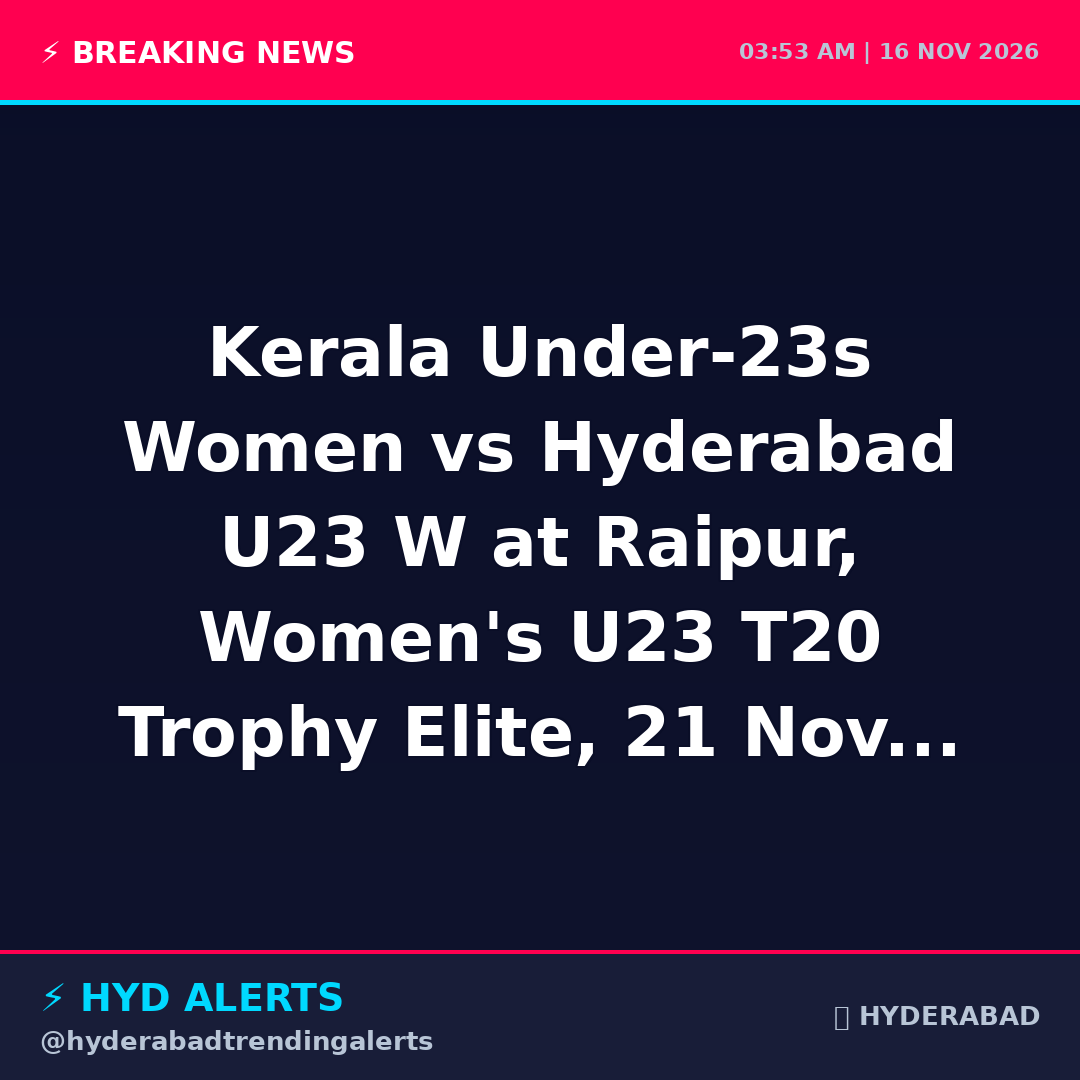 ⚡ BREAKING NEWS
03:53 AM | 16 NOV 2026
Kerala Under-23s
Women vs Hyderabad
U23 W at Raipur,
Women's U23 T20
Trophy Elite, 21 Nov...
⚡ HYD ALERTS
@hyderabadtrendingalerts
HYDERABAD